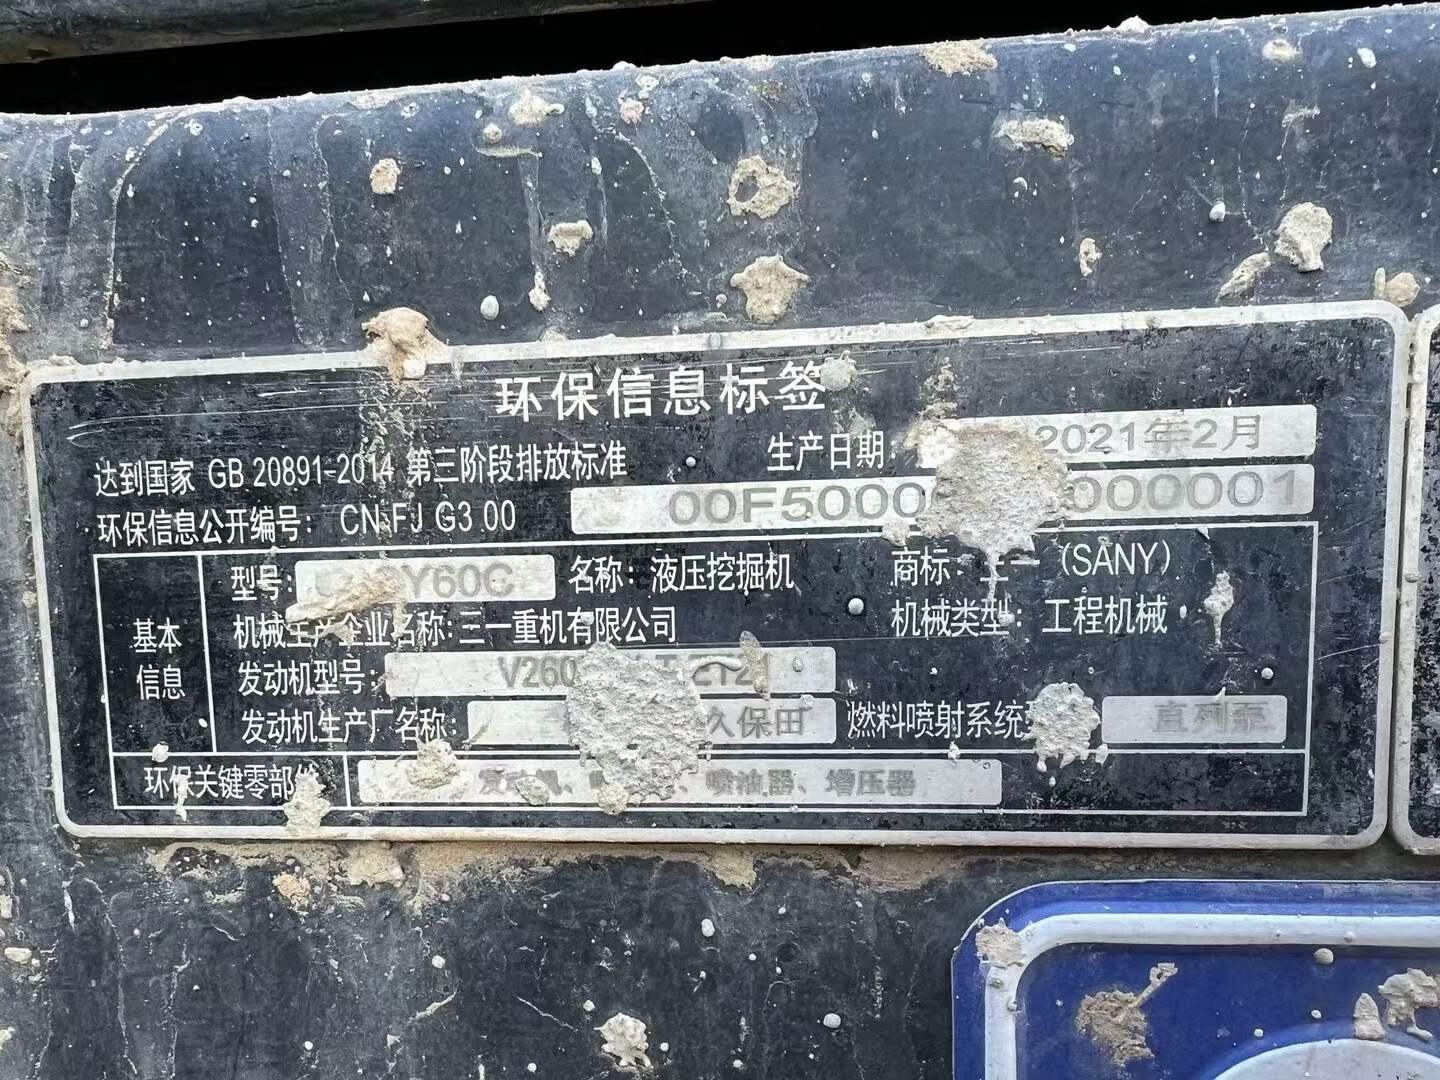 环保信息标签
达到国家 GB 20891-2014 第三阶段排放标准 生产日期: 2021年2月
环保信息公开编号: CN FJ G3 00 00F5000 000001
基本信息
型号: Y60C 名称: 液压挖掘机 商标: 三一 (SANY)
机械生产企业名称: 三一重机有限公司 机械类型: 工程机械
发动机型号: V260
发动机生产厂名称: 久保田 燃料喷射系统 直列泵
环保关键零部件 发动机、 喷油器、增压器